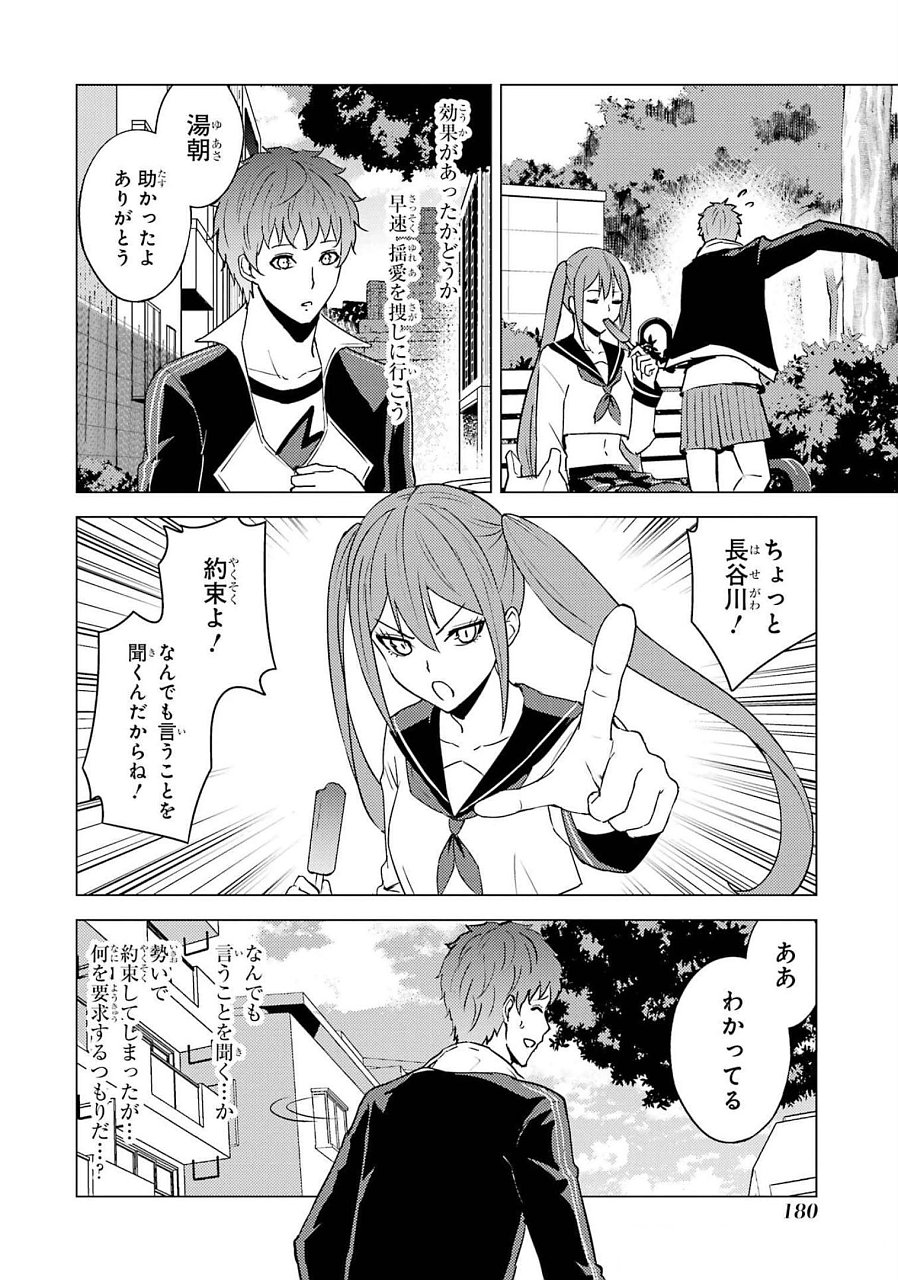 効果があったかどうか
早速揺愛を捜しに行こう
湯朝
助かったよ
ありがとう
ちょっと
長谷川！
約束よ！
なんでも言うことを
聞くんだからね！
ああ
わかってる
なんでも
言うことを聞く…か
勢いで
約束してしまったが…
何を要求するつもりだ…？
180